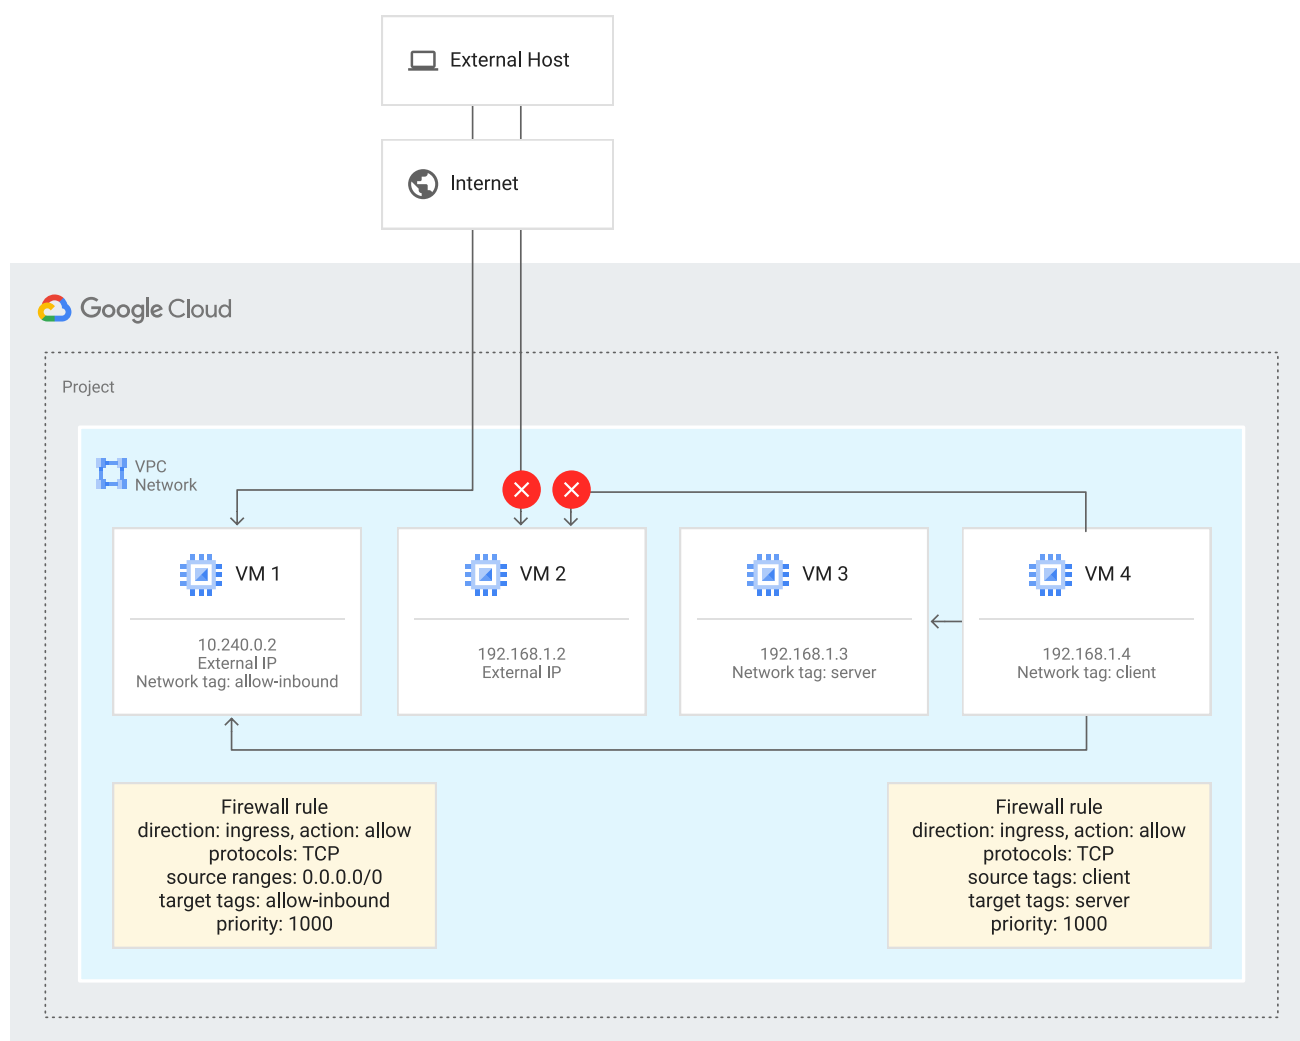 External Host
Internet
Google Cloud
Project
VPC
Network
VM 1
10.240.0.2
External IP
Network tag: allow-inbound
VM 2
192.168.1.2
External IP
VM 3
192.168.1.3
Network tag: server
VM 4
192.168.1.4
Network tag: client
Firewall rule
direction: ingress, action: allow
protocols: TCP
source ranges: 0.0.0.0/0
target tags: allow-inbound
priority: 1000
Firewall rule
direction: ingress, action: allow
protocols: TCP
source tags: client
target tags: server
priority: 1000